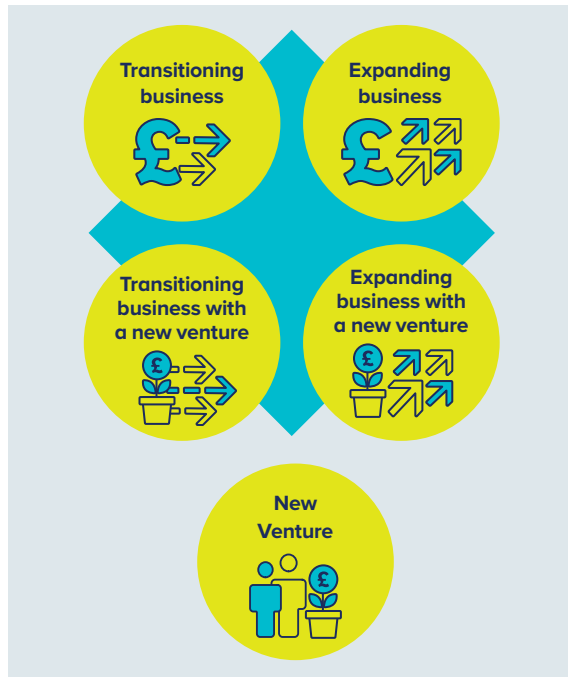 Transitioning
business
£
Expanding
business
£
Transitioning
business with
a new venture
£
Expanding
business with
a new venture
£
New
Venture
£